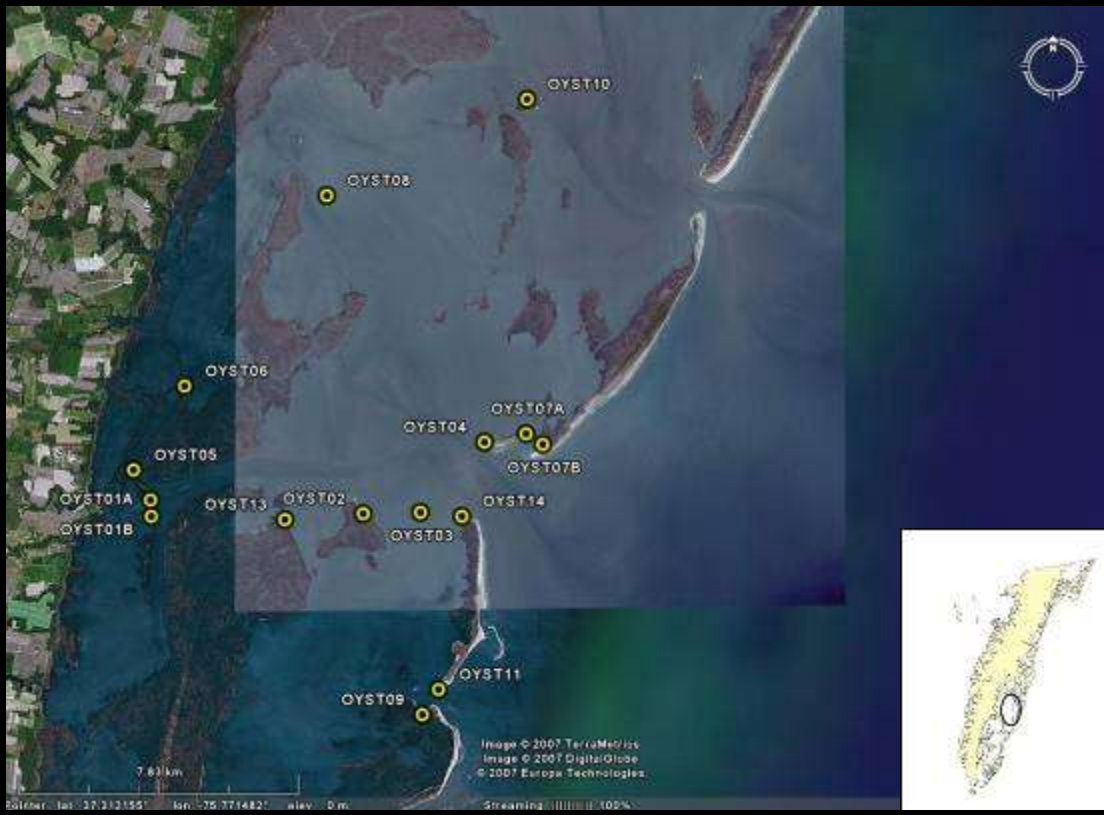 N
OYST10
OYST08
OYST06
OYST07A
OYST04
OYST07B
OYST05
OYST01A
OYST13
OYST02
OYST14
OYST01B
OYST03
OYST11
OYST09
Image © 2007 TerraMetrics
Image © 2007 DigitalGlobe
© 2007 Europa Technologies
7.83 km
Pointer lat 37.312155° lon -75.771482° elev 0 m Streaming |||||||||| 100%